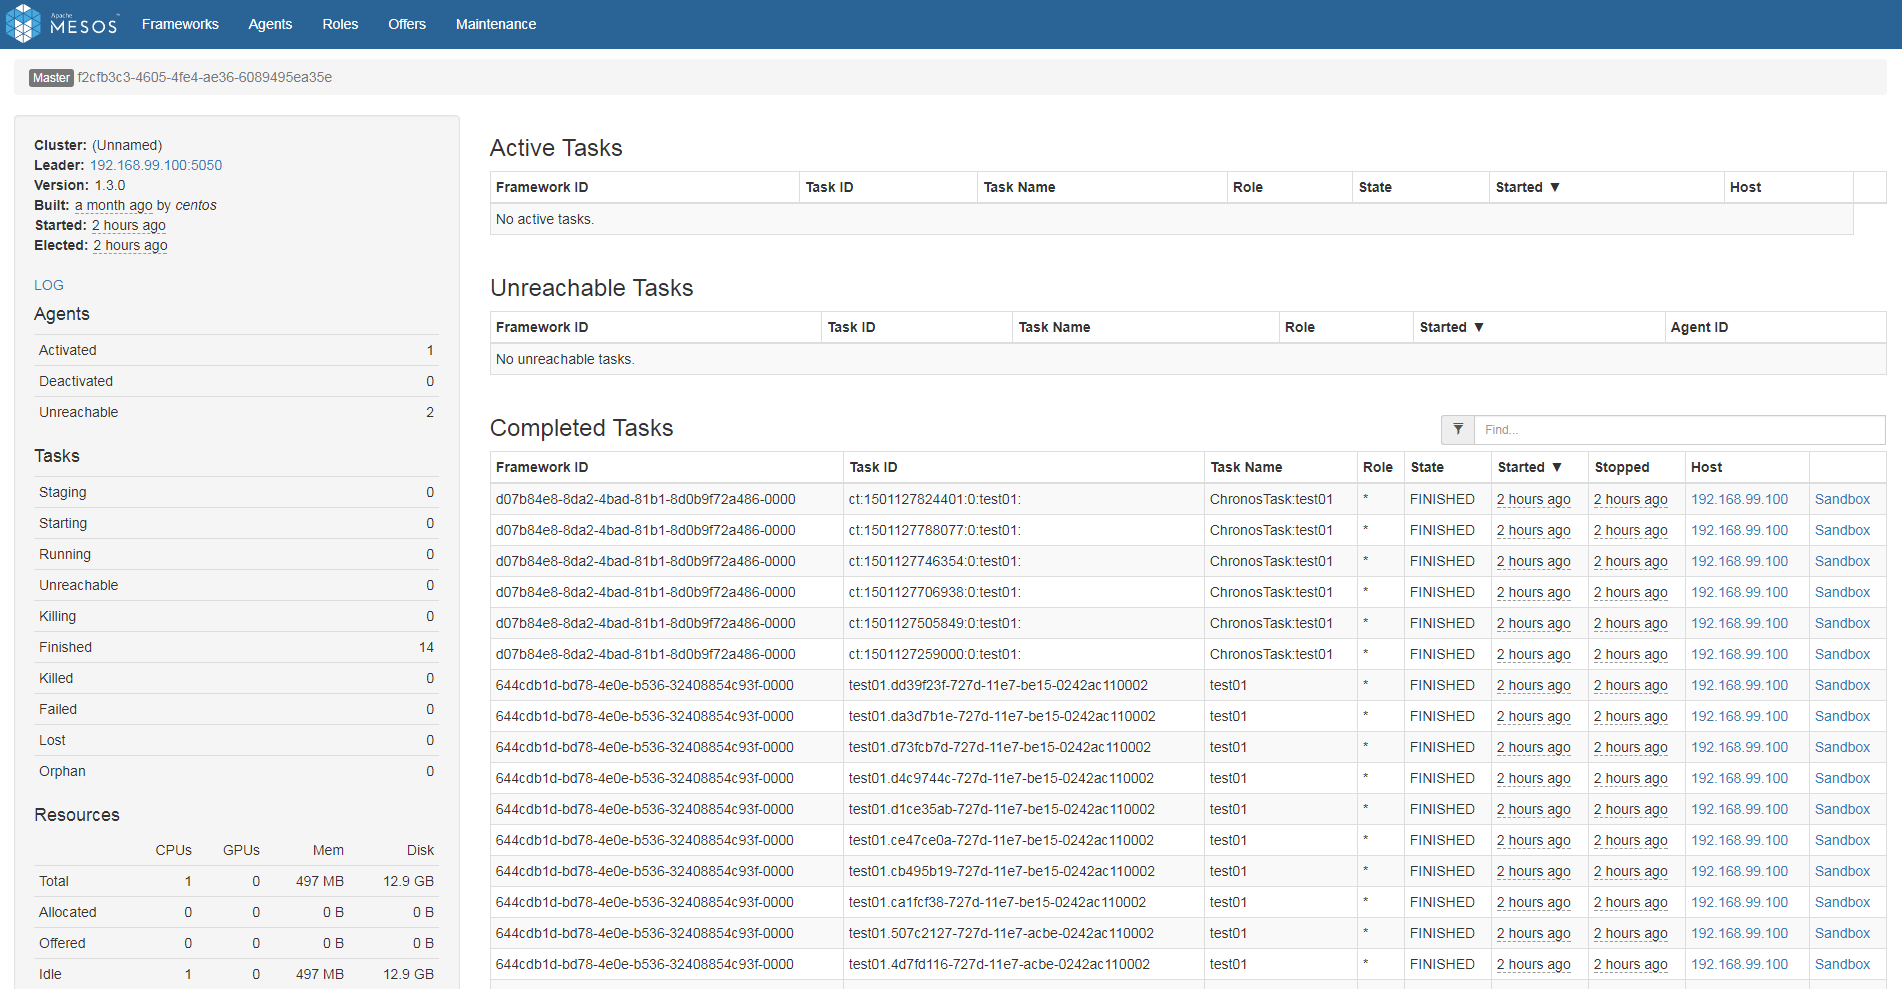 Apache MESOS™ Frameworks Agents Roles Offers Maintenance
Master f2cfb3c3-4605-4fe4-ae36-6089495ea35e
Cluster: (Unnamed)
Leader: 192.168.99.100:5050
Version: 1.3.0
Built: a month ago by centos
Started: 2 hours ago
Elected: 2 hours ago
LOG
Agents
Activated 1
Deactivated 0
Unreachable 2
Tasks
Staging 0
Starting 0
Running 0
Unreachable 0
Killing 0
Finished 14
Killed 0
Failed 0
Lost 0
Orphan 0
Resources
CPUs GPUs Mem Disk
Total 1 0 497 MB 12.9 GB
Allocated 0 0 0 B 0 B
Offered 0 0 0 B 0 B
Idle 1 0 497 MB 12.9 GB
Active Tasks
Framework ID Task ID Task Name Role State Started ▼ Host
No active tasks.
Unreachable Tasks
Framework ID Task ID Task Name Role Started ▼ Agent ID
No unreachable tasks.
Completed Tasks Find...
Framework ID Task ID Task Name Role State Started ▼ Stopped Host
d07b84e8-8da2-4bad-81b1-8d0b9f72a486-0000 ct:1501127824401:0:test01: ChronosTask:test01 * FINISHED 2 hours ago 2 hours ago 192.168.99.100 Sandbox
d07b84e8-8da2-4bad-81b1-8d0b9f72a486-0000 ct:1501127788077:0:test01: ChronosTask:test01 * FINISHED 2 hours ago 2 hours ago 192.168.99.100 Sandbox
d07b84e8-8da2-4bad-81b1-8d0b9f72a486-0000 ct:1501127746354:0:test01: ChronosTask:test01 * FINISHED 2 hours ago 2 hours ago 192.168.99.100 Sandbox
d07b84e8-8da2-4bad-81b1-8d0b9f72a486-0000 ct:1501127706938:0:test01: ChronosTask:test01 * FINISHED 2 hours ago 2 hours ago 192.168.99.100 Sandbox
d07b84e8-8da2-4bad-81b1-8d0b9f72a486-0000 ct:1501127505849:0:test01: ChronosTask:test01 * FINISHED 2 hours ago 2 hours ago 192.168.99.100 Sandbox
d07b84e8-8da2-4bad-81b1-8d0b9f72a486-0000 ct:1501127259000:0:test01: ChronosTask:test01 * FINISHED 2 hours ago 2 hours ago 192.168.99.100 Sandbox
644cdb1d-bd78-4e0e-b536-32408854c93f-0000 test01.dd39f23f-727d-11e7-be15-0242ac110002 test01 * FINISHED 2 hours ago 2 hours ago 192.168.99.100 Sandbox
644cdb1d-bd78-4e0e-b536-32408854c93f-0000 test01.da3d7b1e-727d-11e7-be15-0242ac110002 test01 * FINISHED 2 hours ago 2 hours ago 192.168.99.100 Sandbox
644cdb1d-bd78-4e0e-b536-32408854c93f-0000 test01.d73fcb7d-727d-11e7-be15-0242ac110002 test01 * FINISHED 2 hours ago 2 hours ago 192.168.99.100 Sandbox
644cdb1d-bd78-4e0e-b536-32408854c93f-0000 test01.d4c9744c-727d-11e7-be15-0242ac110002 test01 * FINISHED 2 hours ago 2 hours ago 192.168.99.100 Sandbox
644cdb1d-bd78-4e0e-b536-32408854c93f-0000 test01.d1ce35ab-727d-11e7-be15-0242ac110002 test01 * FINISHED 2 hours ago 2 hours ago 192.168.99.100 Sandbox
644cdb1d-bd78-4e0e-b536-32408854c93f-0000 test01.ce47ce0a-727d-11e7-be15-0242ac110002 test01 * FINISHED 2 hours ago 2 hours ago 192.168.99.100 Sandbox
644cdb1d-bd78-4e0e-b536-32408854c93f-0000 test01.cb495b19-727d-11e7-be15-0242ac110002 test01 * FINISHED 2 hours ago 2 hours ago 192.168.99.100 Sandbox
644cdb1d-bd78-4e0e-b536-32408854c93f-0000 test01.ca1fcf38-727d-11e7-be15-0242ac110002 test01 * FINISHED 2 hours ago 2 hours ago 192.168.99.100 Sandbox
644cdb1d-bd78-4e0e-b536-32408854c93f-0000 test01.507c2127-727d-11e7-acbe-0242ac110002 test01 * FINISHED 2 hours ago 2 hours ago 192.168.99.100 Sandbox
644cdb1d-bd78-4e0e-b536-32408854c93f-0000 test01.4d7fd116-727d-11e7-acbe-0242ac110002 test01 * FINISHED 2 hours ago 2 hours ago 192.168.99.100 Sandbox